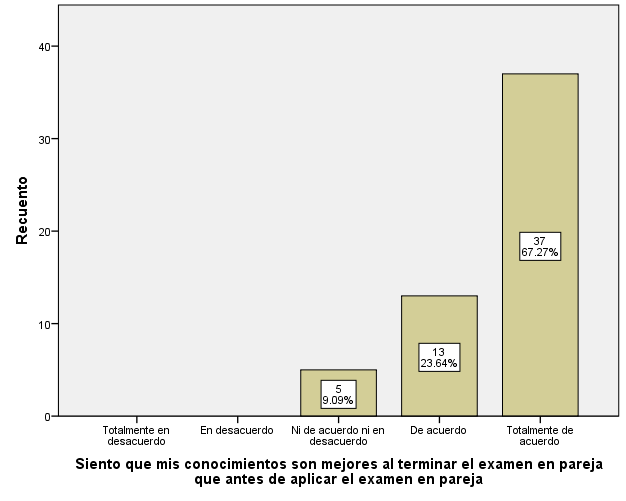 Recuento
40
30
20
10
0
5
9.09%
13
23.64%
37
67.27%
Totalmente en
desacuerdo
En desacuerdo
Ni de acuerdo ni en
desacuerdo
De acuerdo
Totalmente de
acuerdo
Siento que mis conocimientos son mejores al terminar el examen en pareja
que antes de aplicar el examen en pareja